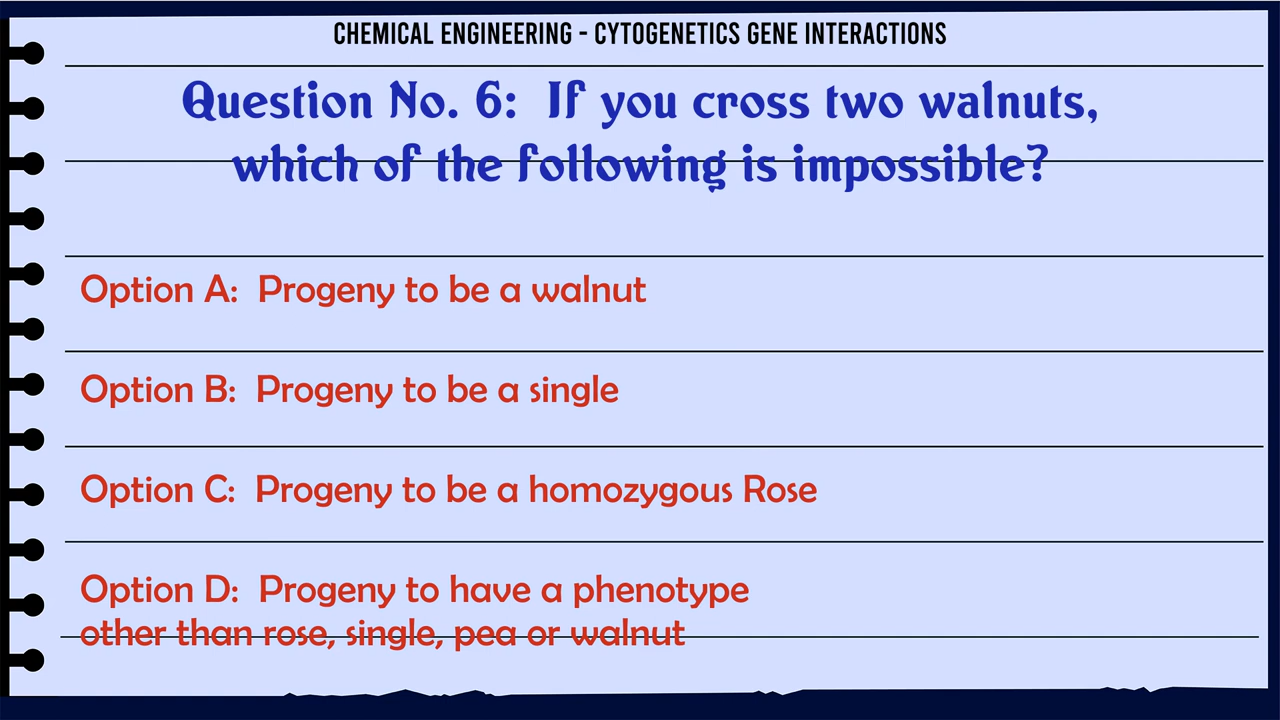 CHEMICAL ENGINEERING - CYTOGENETICS GENE INTERACTIONS
Question No. 6: If you cross two walnuts,
which of the following is impossible?
Option A: Progeny to be a walnut
Option B: Progeny to be a single
Option C: Progeny to be a homozygous Rose
Option D: Progeny to have a phenotype
other than rose, single, pea or walnut